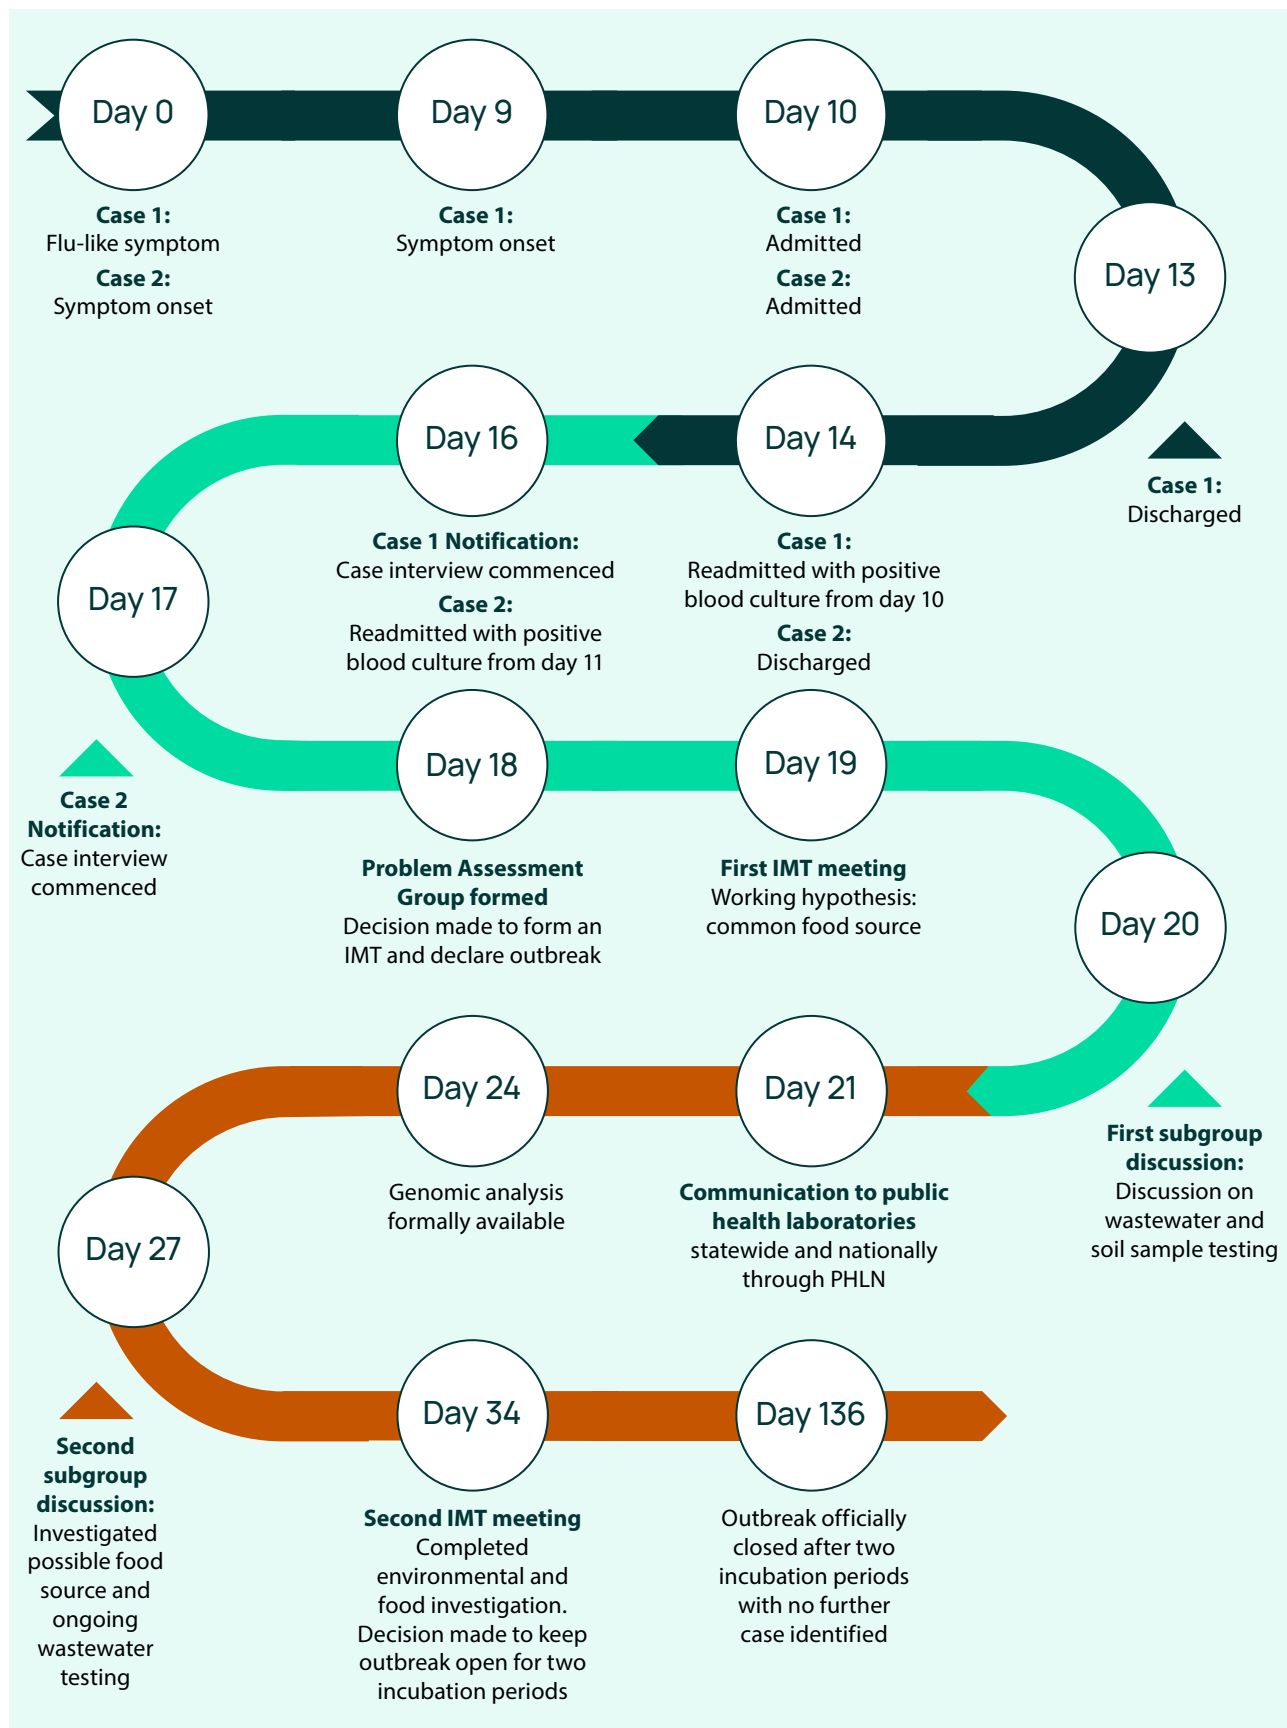 Day 0
Case 1:
Flu-like symptom
Case 2:
Symptom onset
Day 9
Case 1:
Symptom onset
Day 10
Case 1:
Admitted
Case 2:
Admitted
Day 13
Case 1:
Discharged
Day 14
Case 1:
Readmitted with positive
blood culture from day 10
Case 2:
Discharged
Day 16
Case 1 Notification:
Case interview commenced
Case 2:
Readmitted with positive
blood culture from day 11
Day 17
Case 2
Notification:
Case interview
commenced
Day 18
Problem Assessment
Group formed
Decision made to form an
IMT and declare outbreak
Day 19
First IMT meeting
Working hypothesis:
common food source
Day 20
First subgroup
discussion:
Discussion on
wastewater and
soil sample testing
Day 21
Communication to public
health laboratories
statewide and nationally
through PHLN
Day 24
Genomic analysis
formally available
Day 27
Second
subgroup
discussion:
Investigated
possible food
source and
ongoing
wastewater
testing
Day 34
Second IMT meeting
Completed
environmental and
food investigation.
Decision made to keep
outbreak open for two
incubation periods
Day 136
Outbreak officially
closed after two
incubation periods
with no further
case identified